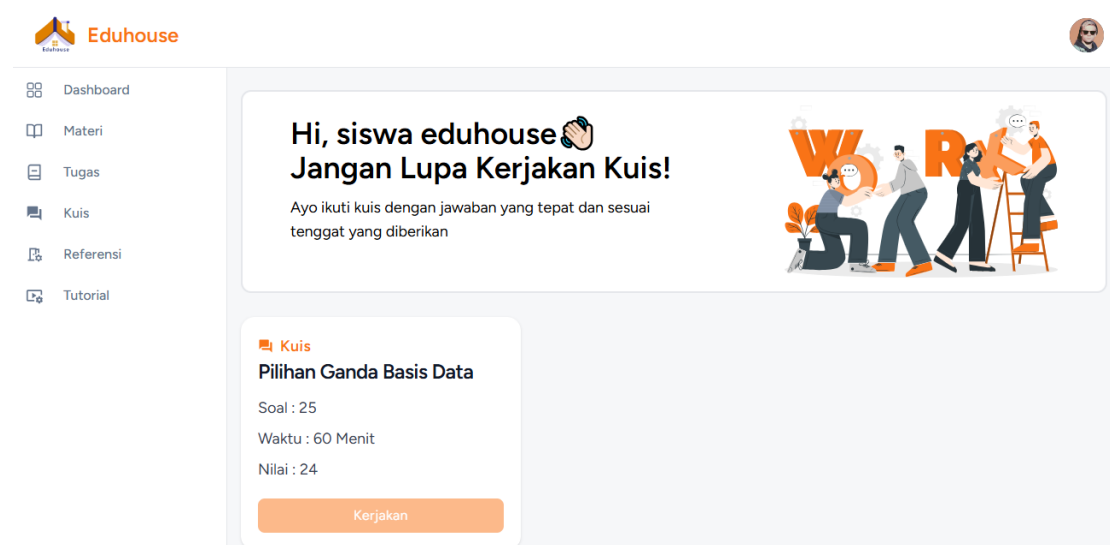 Eduhouse
Eduhouse
Dashboard
Materi
Tugas
Kuis
Referensi
Tutorial
Hi, siswa eduhouse👋🏻
Jangan Lupa Kerjakan Kuis!
Ayo ikuti kuis dengan jawaban yang tepat dan sesuai
tenggat yang diberikan
WORK
Kuis
Pilihan Ganda Basis Data
Soal : 25
Waktu : 60 Menit
Nilai : 24
Kerjakan